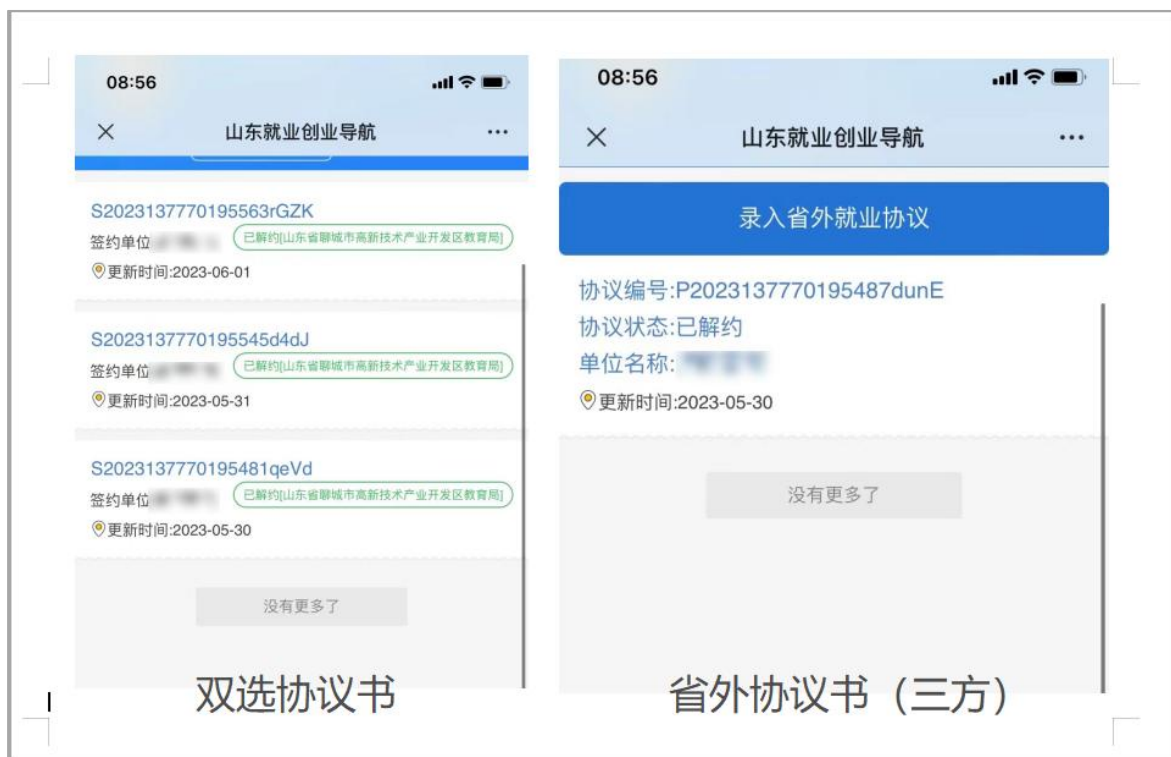 08:56
山东就业创业导航
S2023137770195563rGZK
签约单位 已解约[山东省聊城市高新技术产业开发区教育局]
更新时间:2023-06-01
S2023137770195545d4dJ
签约单位 已解约[山东省聊城市高新技术产业开发区教育局]
更新时间:2023-05-31
S2023137770195481qeVd
签约单位 已解约[山东省聊城市高新技术产业开发区教育局]
更新时间:2023-05-30
没有更多了
双选协议书
08:56
山东就业创业导航
录入省外就业协议
协议编号:P2023137770195487dunE
协议状态:已解约
单位名称:
更新时间:2023-05-30
没有更多了
省外协议书（三方）